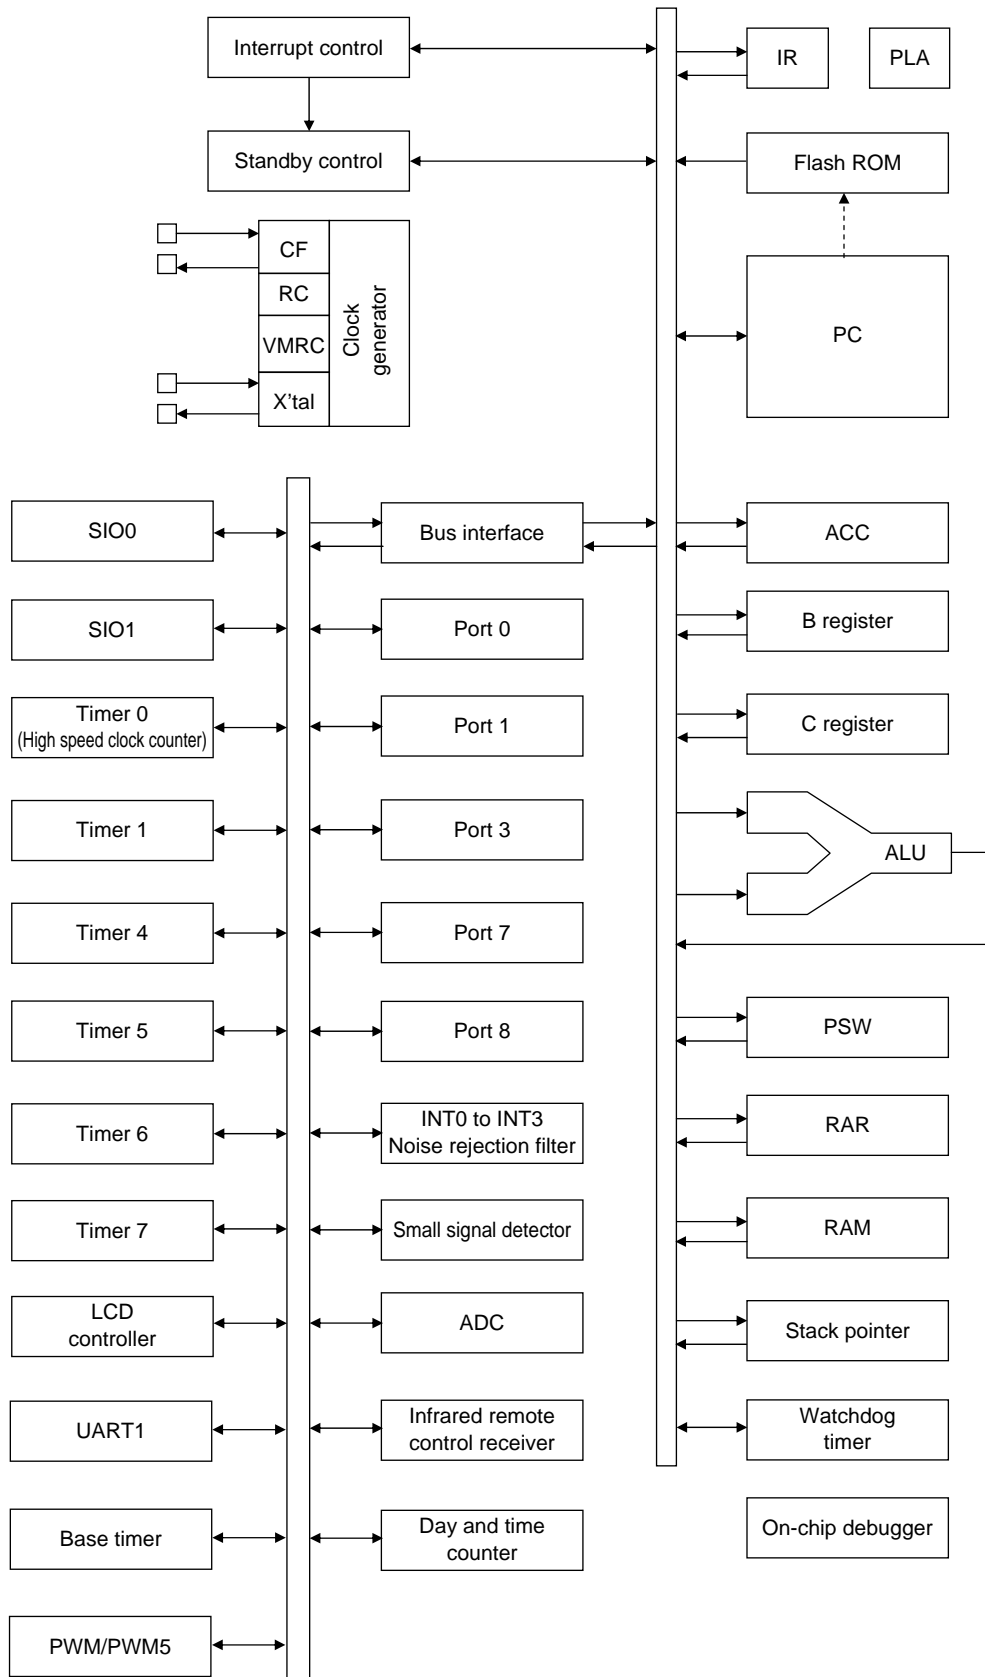 Interrupt control
IR
PLA
Standby control
Flash ROM
CF
RC
VMRC
X'tal
Clock
generator
PC
SIO0
Bus interface
ACC
SIO1
Port 0
B register
Timer 0
(High speed clock counter)
Port 1
C register
Timer 1
Port 3
ALU
Timer 4
Port 7
Timer 5
Port 8
PSW
Timer 6
INT0 to INT3
Noise rejection filter
RAR
Timer 7
Small signal detector
RAM
LCD
controller
ADC
Stack pointer
UART1
Infrared remote
control receiver
Watchdog
timer
Base timer
Day and time
counter
On-chip debugger
PWM/PWM5